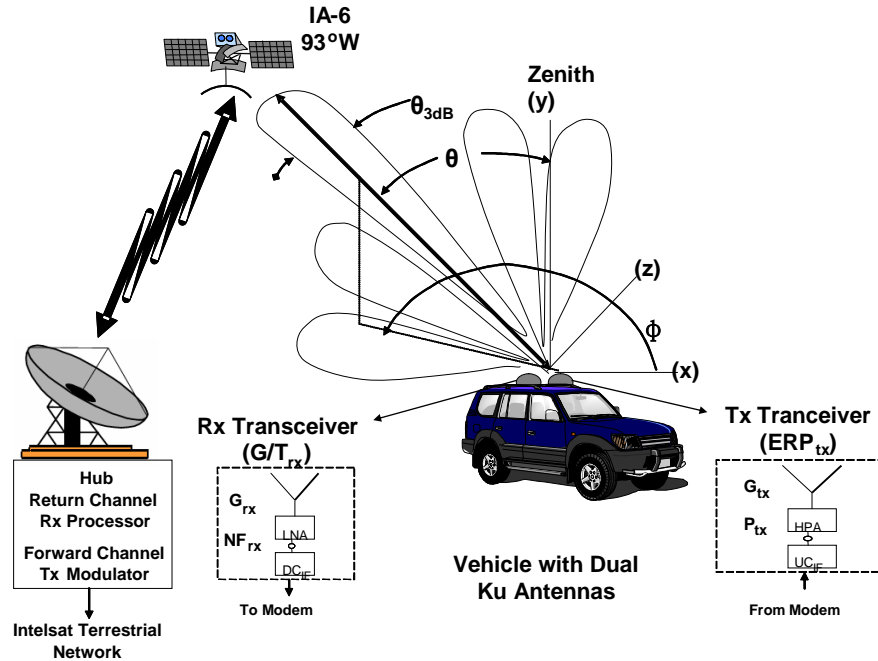 IA-6
93°W
Zenith
(y)
θ3dB
θ
(z)
Φ
(x)
Rx Transceiver
(G/Trx)
Grx
LNA
NFrx
DCIF
To Modem
Tx Tranceiver
(ERPtx)
Gtx
Ptx
HPA
UCIF
From Modem
Vehicle with Dual
Ku Antennas
Hub
Return Channel
Rx Processor
Forward Channel
Tx Modulator
Intelsat Terrestrial
Network